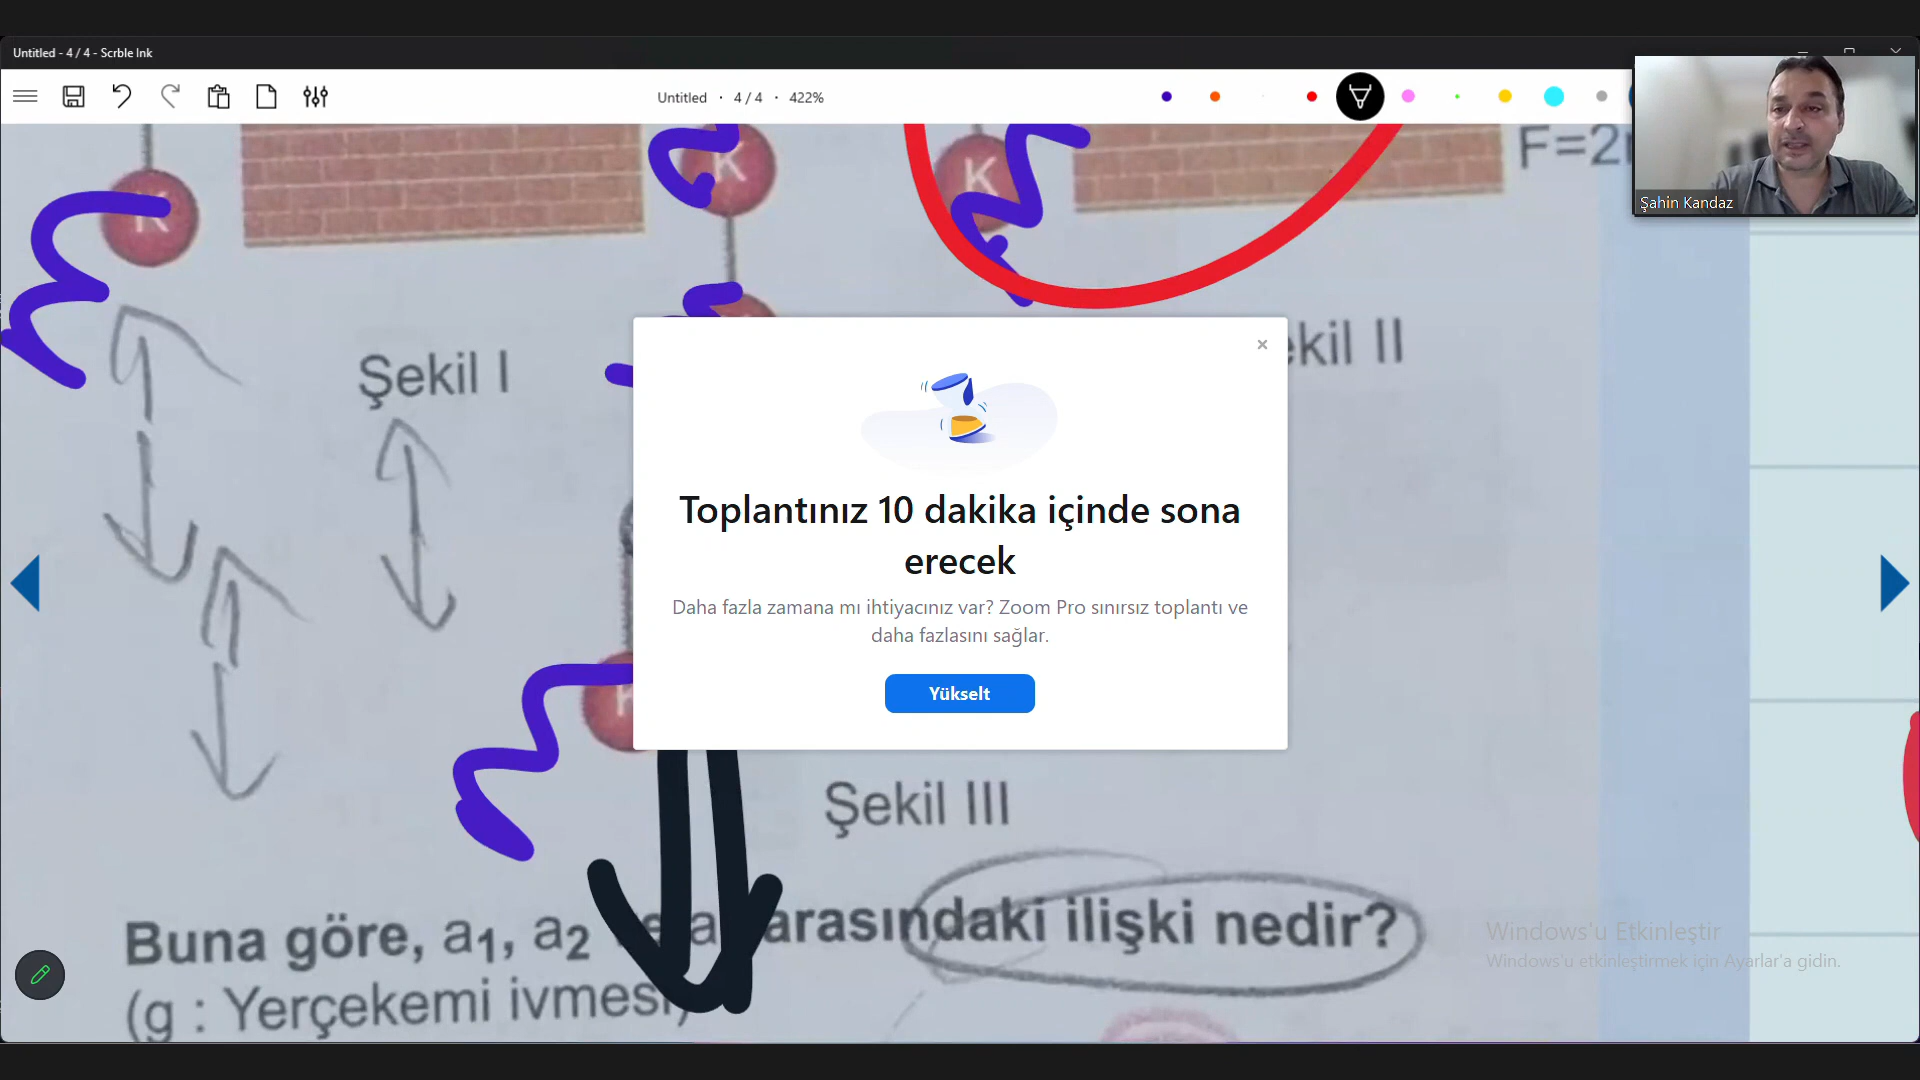 Untitled - 4 / 4 - Scrble Ink
Untitled · 4 / 4 · 422%
Şahin Kandaz
K
K
K
F=2
Şekil I
ekil II
Toplantınız 10 dakika içinde sona
erecek
Daha fazla zamana mı ihtiyacınız var? Zoom Pro sınırsız toplantı ve
daha fazlasını sağlar.
Yükselt
K
Şekil III
Buna göre, a1, a2 a arasındaki ilişki nedir?
(g : Yerçekemi ivmesi)
Windows'u Etkinleştir
Windows'u etkinleştirmek için Ayarlar'a gidin.